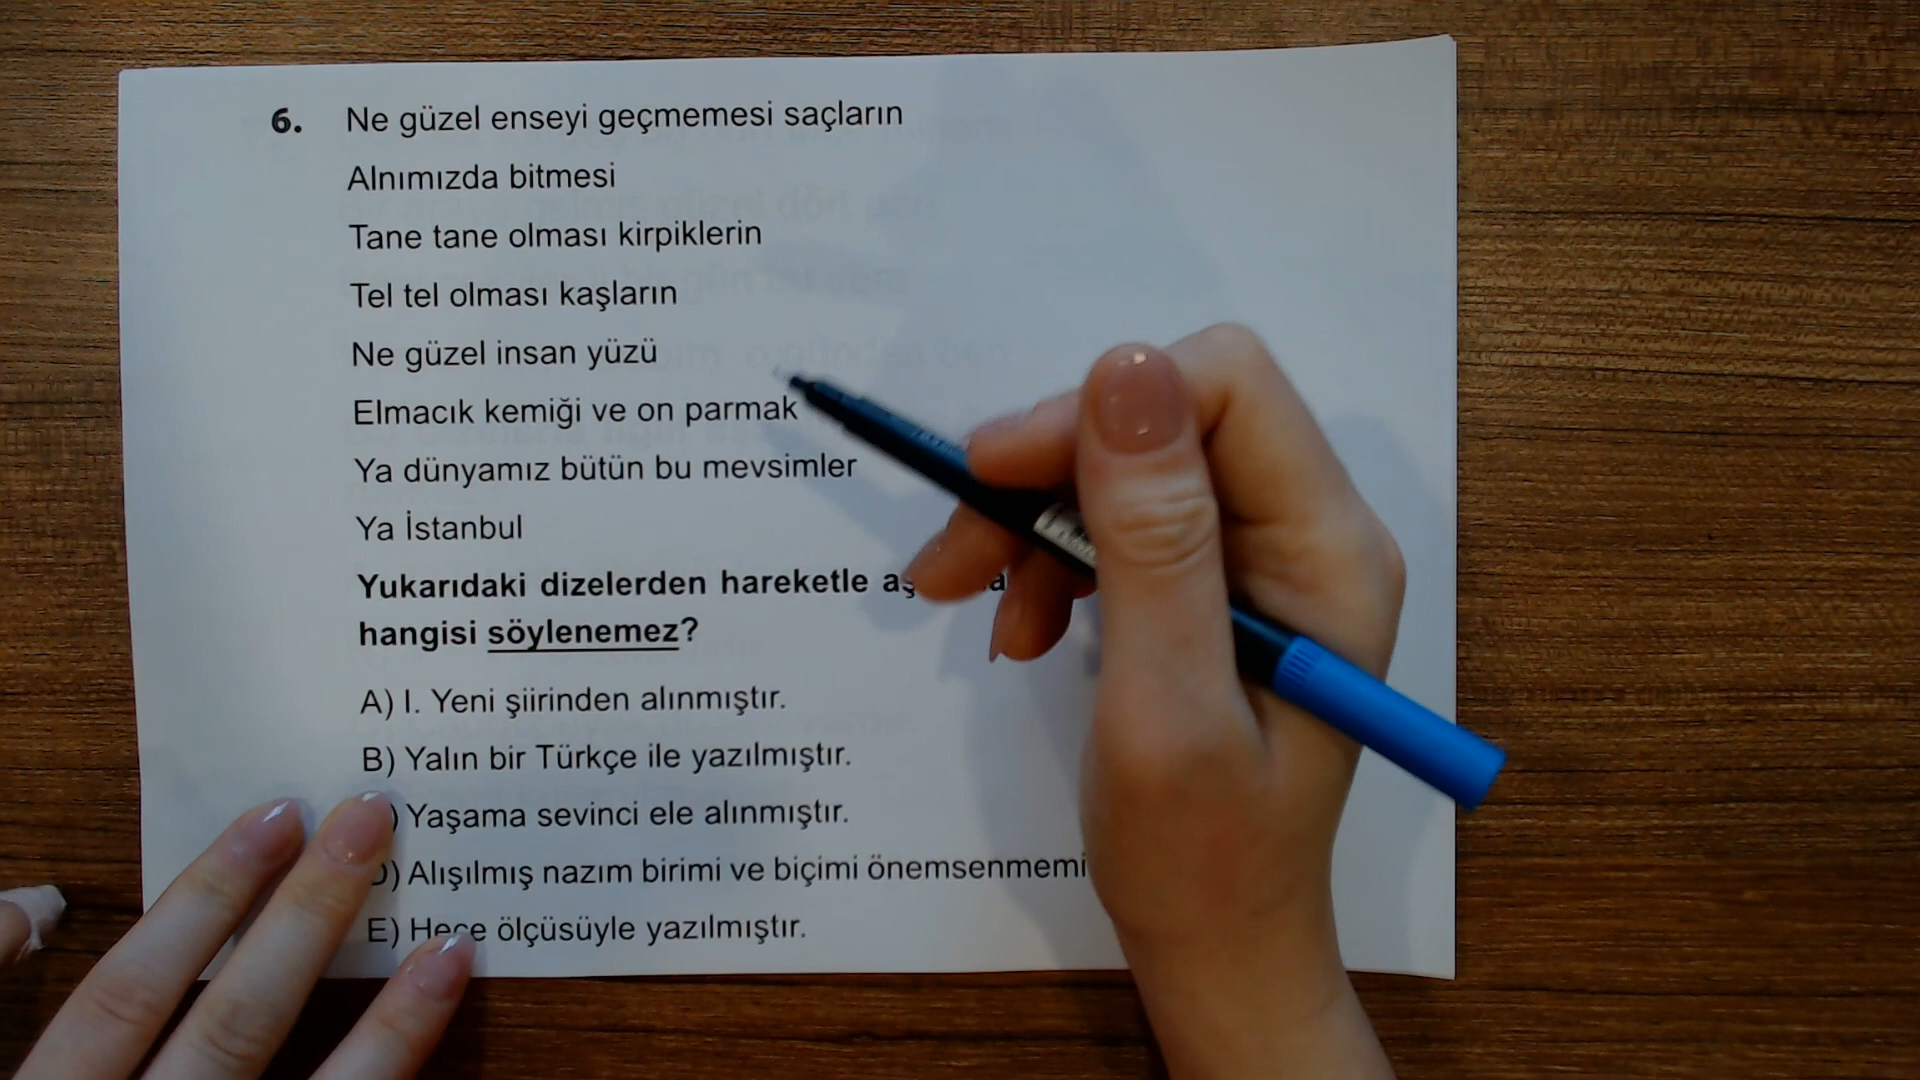 6. Ne güzel enseyi geçmemesi saçların
Alnımızda bitmesi
Tane tane olması kirpiklerin
Tel tel olması kaşların
Ne güzel insan yüzü
Elmacık kemiği ve on parmak
Ya dünyamız bütün bu mevsimler
Ya İstanbul
Yukarıdaki dizelerden hareketle
hangisi söylenemez?
A) I. Yeni şiirinden alınmıştır.
B) Yalın bir Türkçe ile yazılmıştır.
) Yaşama sevinci ele alınmıştır.
D) Alışılmış nazım birimi ve biçimi önemsenmemi
E) Hece ölçüsüyle yazılmıştır.